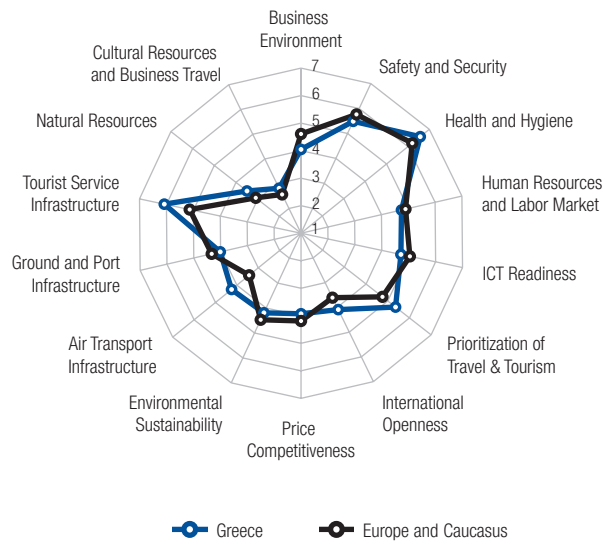 Business
Environment
Cultural Resources
and Business Travel
Safety and Security
Natural Resources
Health and Hygiene
Tourist Service
Infrastructure
Human Resources
and Labor Market
Ground and Port
Infrastructure
ICT Readiness
Air Transport
Infrastructure
Prioritization of
Travel & Tourism
Environmental
Sustainability
International
Openness
Price
Competitiveness
7
6
5
4
3
2
1
Greece
Europe and Caucasus